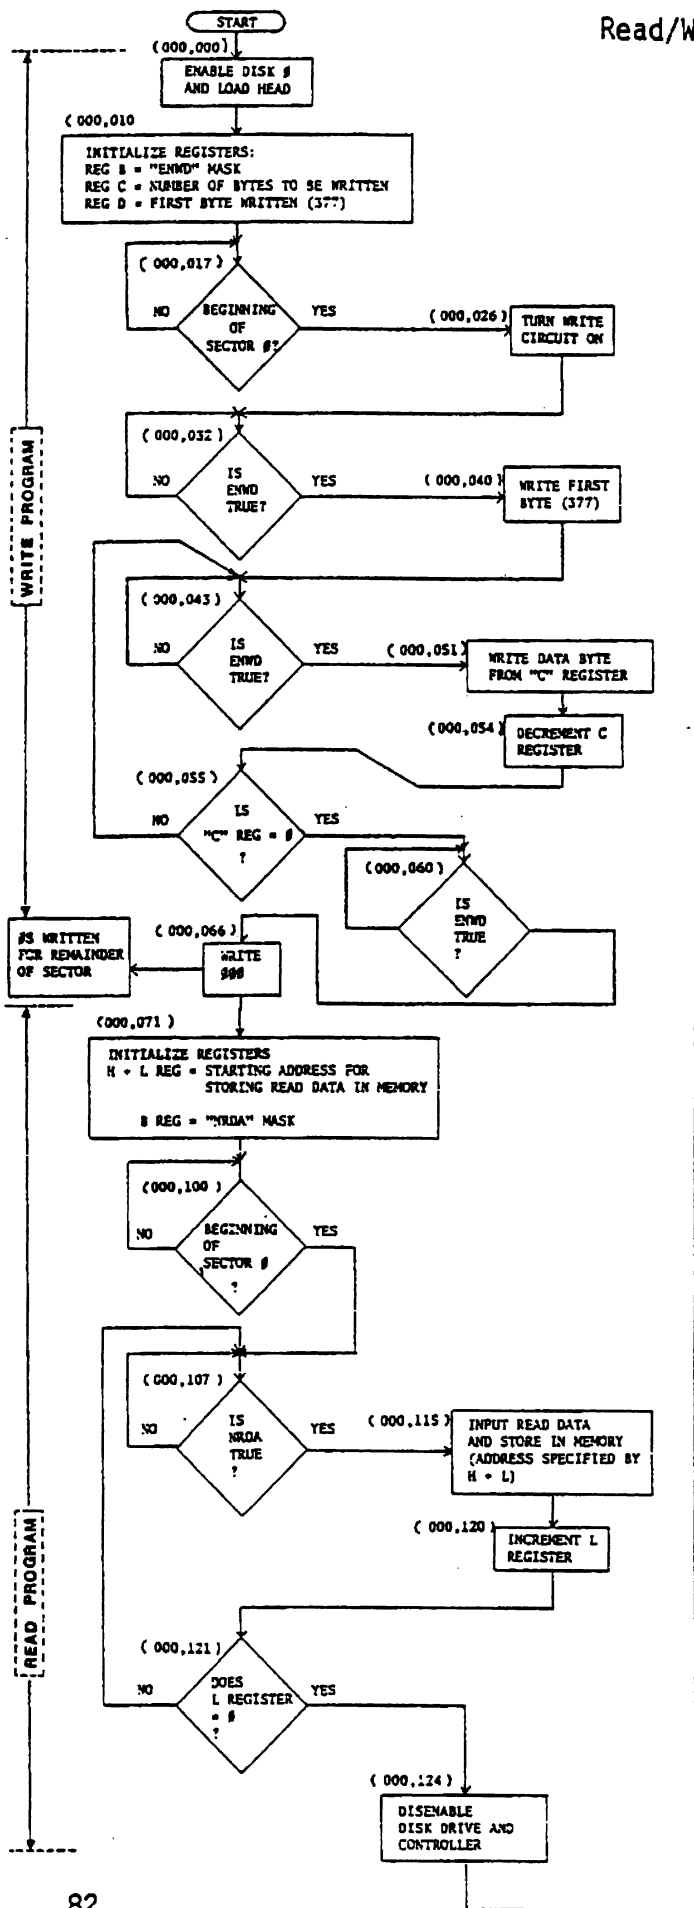 Read/W
START
(000,000)
ENABLE DISK Ø
AND LOAD HEAD
(000,010
INITIALIZE REGISTERS:
REG B = "ENWD" MASK
REG C = NUMBER OF BYTES TO BE WRITTEN
REG D = FIRST BYTE WRITTEN (377)
(000,017)
NO
BEGINNING
OF
SECTOR Ø?
YES
(000,026)
TURN WRITE
CIRCUIT ON
WRITE PROGRAM
(000,032)
NO
IS
ENWD
TRUE?
YES
(000,040)
WRITE FIRST
BYTE (377)
(000,043)
NO
IS
ENWD
TRUE?
YES
(000,051)
WRITE DATA BYTE
FROM "C" REGISTER
(000,054)
DECREMENT C
REGISTER
(000,055)
NO
IS
"C" REG = Ø
?
YES
(000,060)
IS
ENWD
TRUE
?
(000,066)
WRITE
ØØØ
ØS WRITTEN
FOR REMAINDER
OF SECTOR
(000,071)
INITIALIZE REGISTERS
H + L REG = STARTING ADDRESS FOR
STORING READ DATA IN MEMORY
B REG = "NRDA" MASK
(000,100)
NO
BEGINNING
OF
SECTOR Ø
?
YES
(000,107)
NO
IS
NRDA
TRUE
?
YES
(000,115)
INPUT READ DATA
AND STORE IN MEMORY
(ADDRESS SPECIFIED BY
H + L)
(000,120)
INCREMENT L
REGISTER
READ PROGRAM
(000,121)
NO
DOES
L REGISTER
= Ø
?
YES
(000,124)
DISENABLE
DISK DRIVE AND
CONTROLLER
82